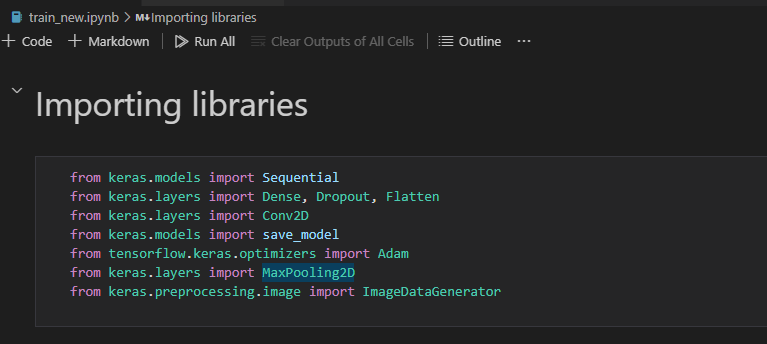 train_new.ipynb > M↓Importing libraries
+ Code + Markdown Run All Clear Outputs of All Cells Outline ...
Importing libraries
from keras.models import Sequential
from keras.layers import Dense, Dropout, Flatten
from keras.layers import Conv2D
from keras.models import save_model
from tensorflow.keras.optimizers import Adam
from keras.layers import MaxPooling2D
from keras.preprocessing.image import ImageDataGenerator